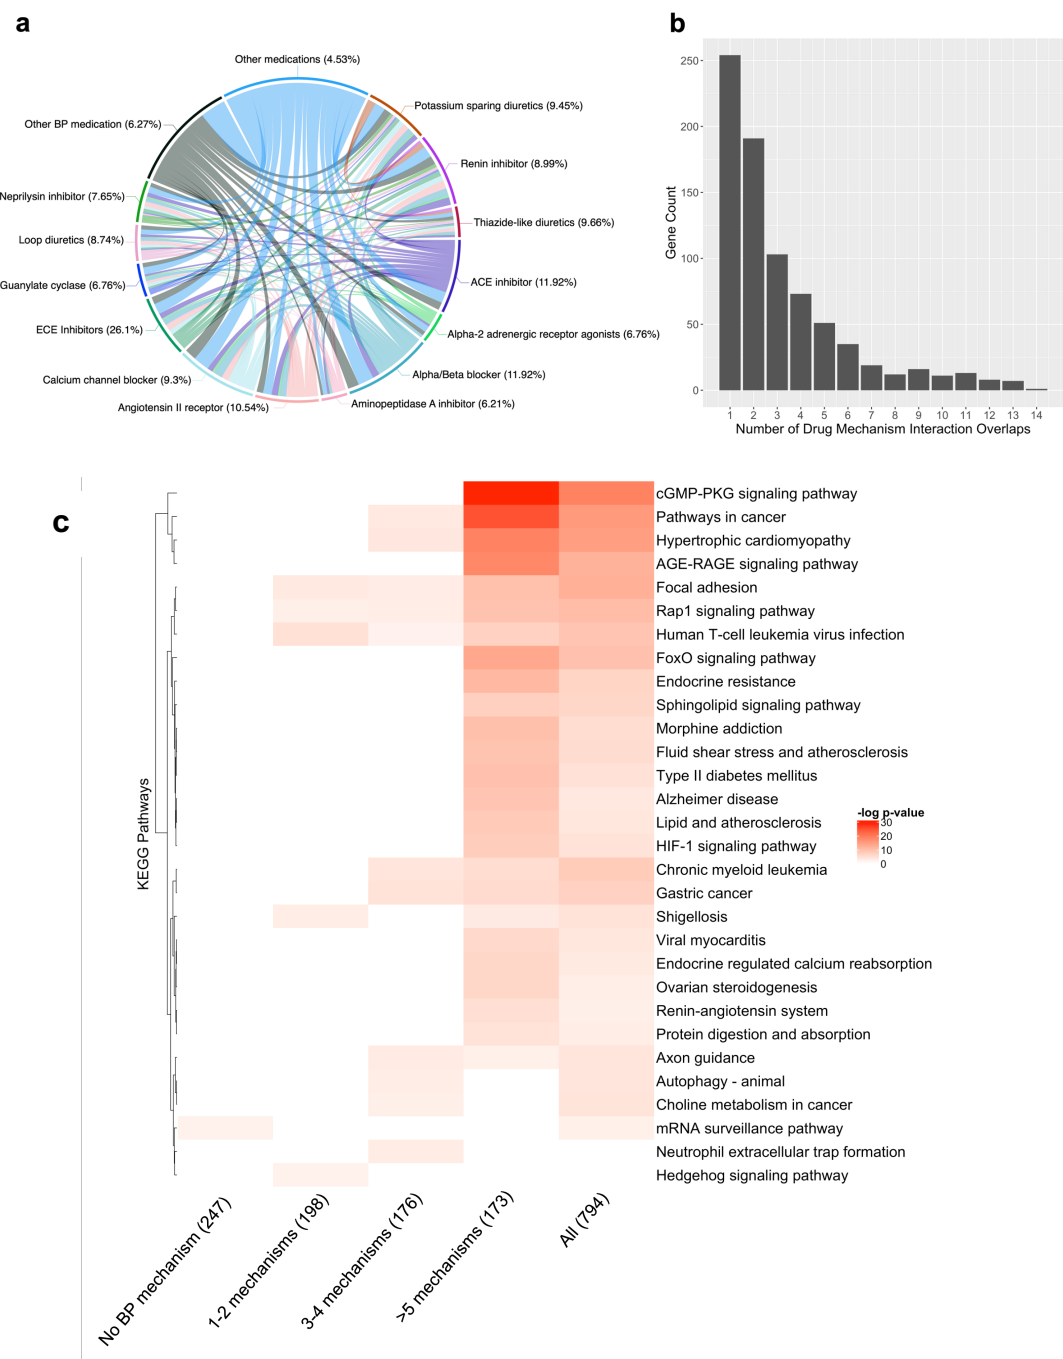 a
Other medications (4.53%)
Potassium sparing diuretics (9.45%)
Other BP medication (6.27%)
Renin inhibitor (8.99%)
Neprilysin inhibitor (7.65%)
Thiazide-like diuretics (9.66%)
Loop diuretics (8.74%)
ACE inhibitor (11.92%)
Guanylate cyclase (6.76%)
ECE Inhibitors (26.1%)
Alpha-2 adrenergic receptor agonists (6.76%)
Calcium channel blocker (9.3%)
Alpha/Beta blocker (11.92%)
Angiotensin II receptor (10.54%)
Aminopeptidase A inhibitor (6.21%)
b
Gene Count
250
200
150
100
50
0
1 2 3 4 5 6 7 8 9 10 11 12 13 14
Number of Drug Mechanism Interaction Overlaps
c
KEGG Pathways
cGMP-PKG signaling pathway
Pathways in cancer
Hypertrophic cardiomyopathy
AGE-RAGE signaling pathway
Focal adhesion
Rap1 signaling pathway
Human T-cell leukemia virus infection
FoxO signaling pathway
Endocrine resistance
Sphingolipid signaling pathway
Morphine addiction
Fluid shear stress and atherosclerosis
Type II diabetes mellitus
Alzheimer disease
Lipid and atherosclerosis
HIF-1 signaling pathway
Chronic myeloid leukemia
Gastric cancer
Shigellosis
Viral myocarditis
Endocrine regulated calcium reabsorption
Ovarian steroidogenesis
Renin-angiotensin system
Protein digestion and absorption
Axon guidance
Autophagy - animal
Choline metabolism in cancer
mRNA surveillance pathway
Neutrophil extracellular trap formation
Hedgehog signaling pathway
-log p-value
30
20
10
0
No BP mechanism (247)
1-2 mechanisms (198)
3-4 mechanisms (176)
>5 mechanisms (173)
All (794)